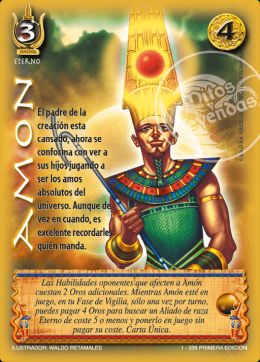 3
4
ETERNO
AMON
El padre de la
creación esta
cansado, ahora se
conforma con ver a
sus hijos jugando a
ser los amos
absolutos del
universo. Aunque de
vez en cuando, es
excelente recordarles
quién manda.
Mitos
y Leyendas
Las Habilidades oponentes que afecten a Amón
cuestan 2 Oros adicionales. Mientras Amón esté en
juego, en tu Fase de Vigilia, sólo una vez por turno,
puedes pagar 4 Oros para buscar un Aliado de raza
Eterno de coste 5 o menos y ponerlo en juego sin
pagar su coste. Carta Única.
ILUSTRADOR: WALDO RETAMALES
1 - 236 PRIMERA EDICION